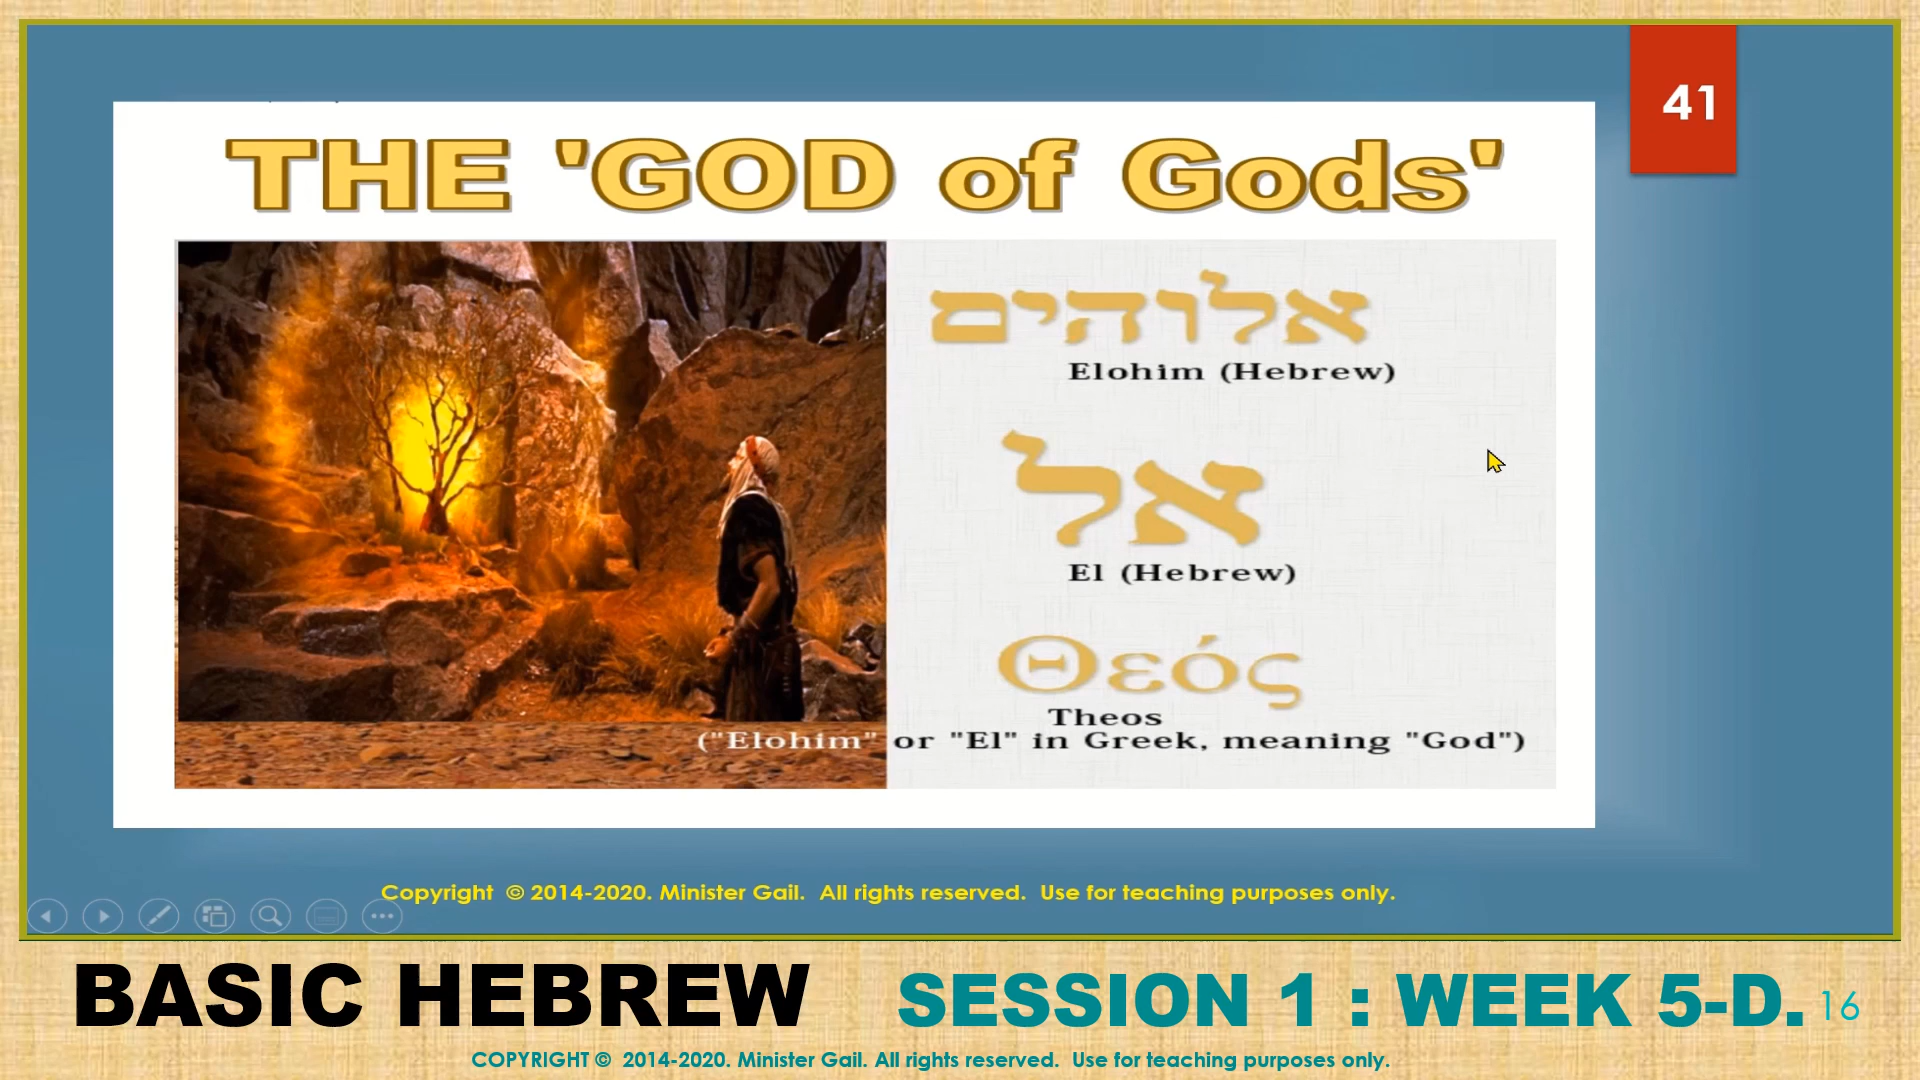 41
THE 'GOD of Gods'
אלוהים
Elohim (Hebrew)
אל
El (Hebrew)
Θεός
Theos
("Elohim" or "El" in Greek, meaning "God")
Copyright © 2014-2020. Minister Gail. All rights reserved. Use for teaching purposes only.
BASIC HEBREW SESSION 1 : WEEK 5-D. 16
COPYRIGHT © 2014-2020. Minister Gail. All rights reserved. Use for teaching purposes only.